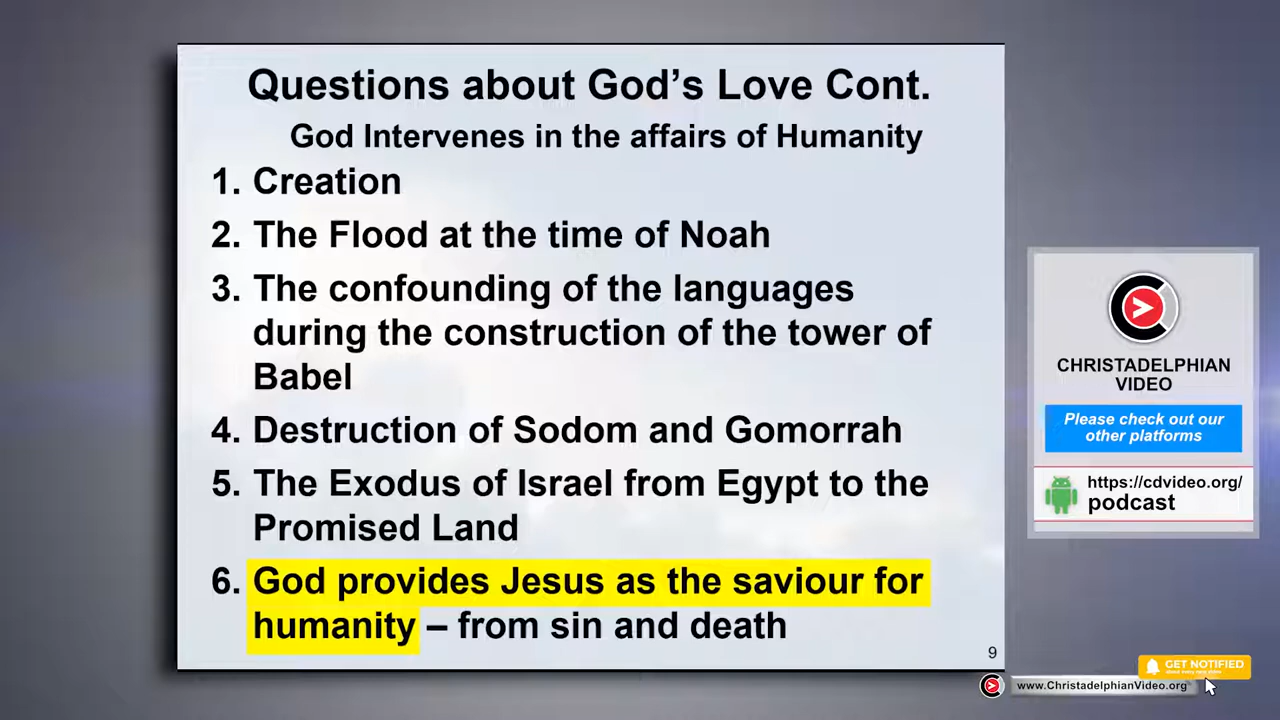 Questions about God's Love Cont.
God Intervenes in the affairs of Humanity
1. Creation
2. The Flood at the time of Noah
3. The confounding of the languages
during the construction of the tower of
Babel
4. Destruction of Sodom and Gomorrah
5. The Exodus of Israel from Egypt to the
Promised Land
6. God provides Jesus as the saviour for
humanity – from sin and death
9
CHRISTADELPHIAN
VIDEO
Please check out our
other platforms
https://cdvideo.org/
podcast
GET NOTIFIED
about every new video
www.ChristadelphianVideo.org